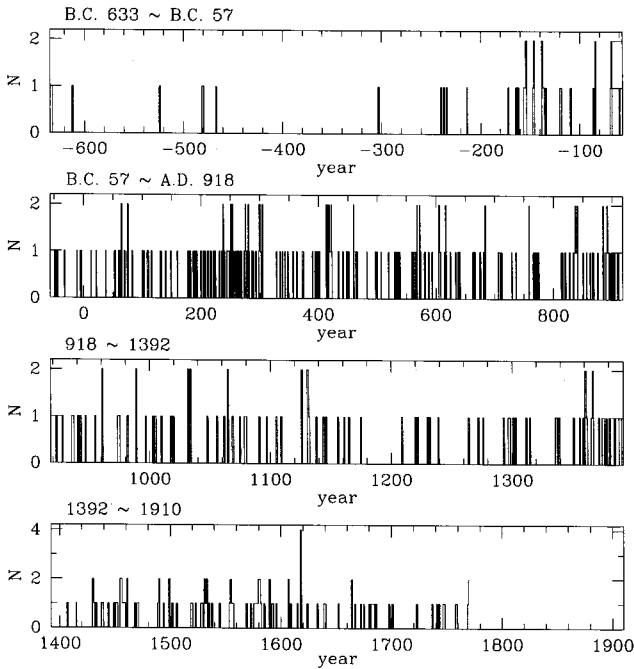 B.C. 633 ~ B.C. 57
2
1
0
N
−600 −500 −400 −300 −200 −100
year
B.C. 57 ~ A.D. 918
2
1
0
N
0 200 400 600 800
year
918 ~ 1392
2
1
0
N
1000 1100 1200 1300
year
1392 ~ 1910
4
2
0
N
1400 1500 1600 1700 1800 1900
year